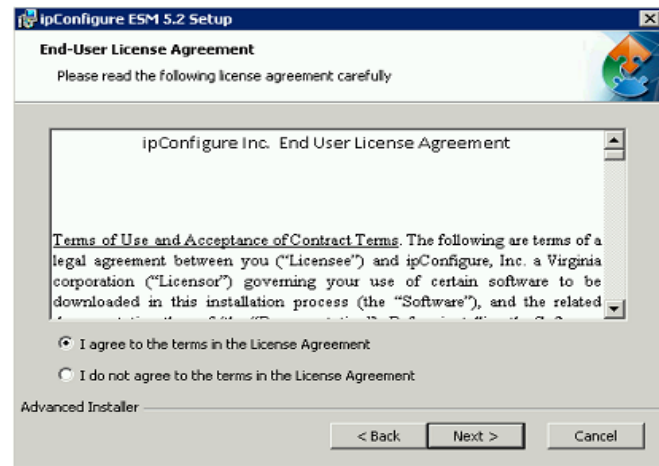 ipConfigure ESM 5.2 Setup
End-User License Agreement
Please read the following license agreement carefully
ipConfigure Inc. End User License Agreement
Terms of Use and Acceptance of Contract Terms. The following are terms of a
legal agreement between you (“Licensee”) and ipConfigure, Inc. a Virginia
corporation (“Licensor”) governing your use of certain software to be
downloaded in this installation process (the “Software”), and the related
I agree to the terms in the License Agreement
I do not agree to the terms in the License Agreement
Advanced Installer
< Back Next > Cancel